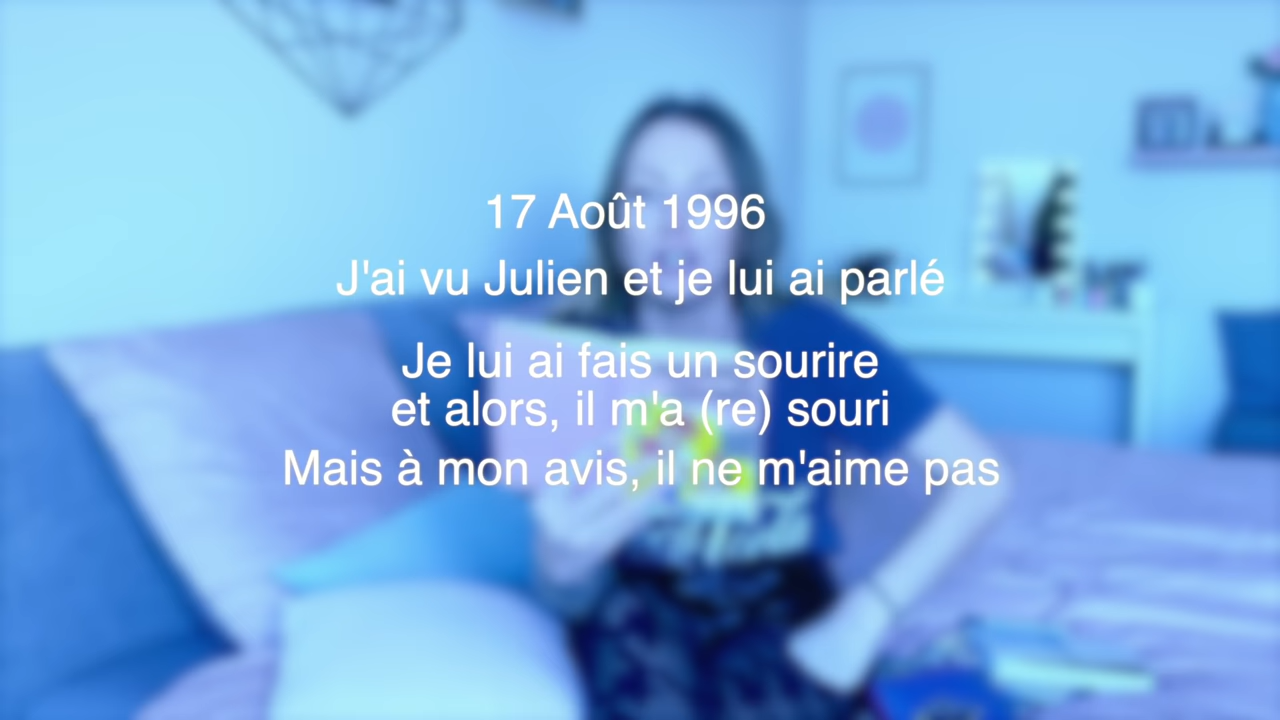 17 Août 1996
J'ai vu Julien et je lui ai parlé
Je lui ai fais un sourire
et alors, il m'a (re) souri
Mais à mon avis, il ne m'aime pas